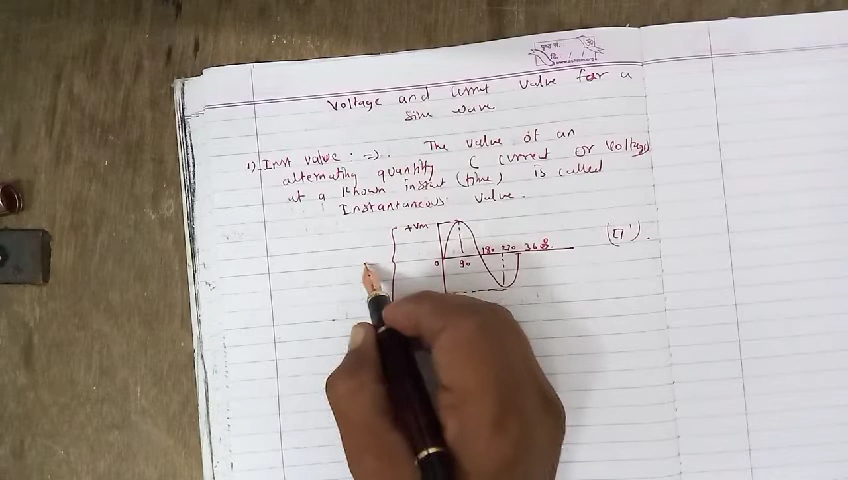 Voltage and current value for a
sine wave
1) Inst value : -> . The value of an
alternating quantity ( current or Voltage)
at a known instant (time) is called
Instantaneous value.
+Vm
0 90 180 270 360